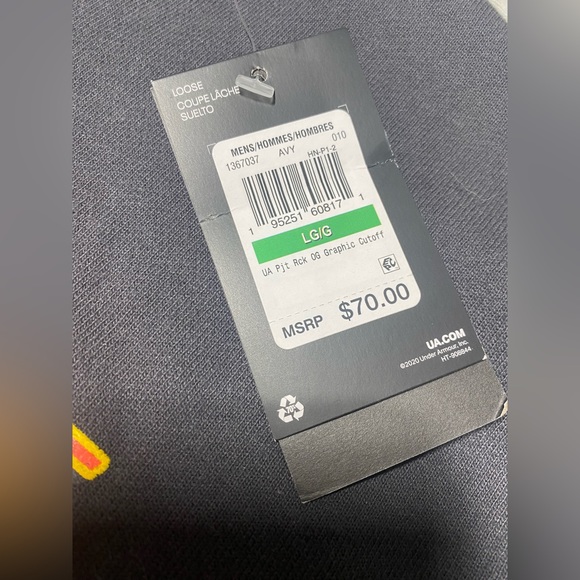 LOOSE
COUPE LÂCHE
SUELTO
MENS/HOMMES/HOMBRES
1367037 AVY 010
HN-P1-2
1 95251 60817 1
LG/G
UA Pjt Rck OG Graphic Cutoff
MSRP $70.00
UA.COM
©2020 Under Armour, Inc.
HT-908844